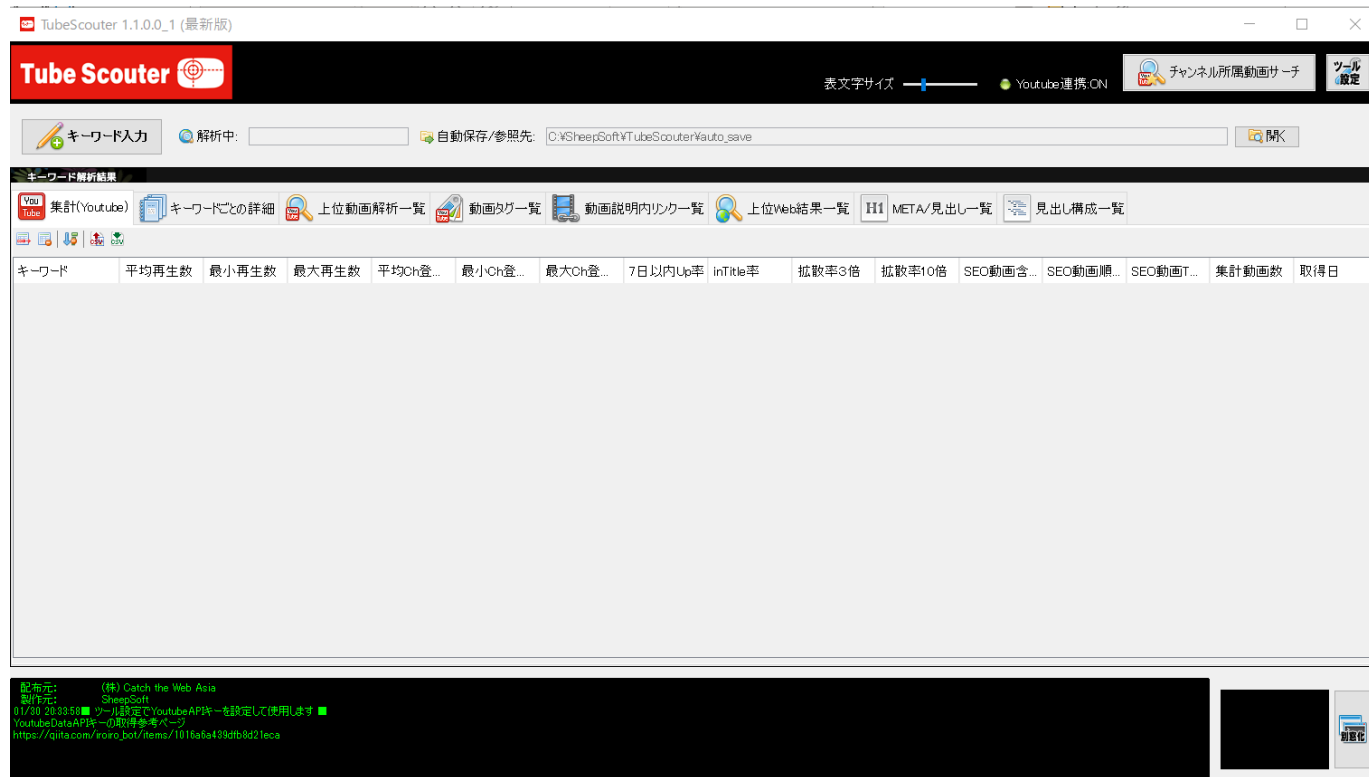 TubeScouter 1.1.0.0_1 (最新版)
Tube Scouter
表文字サイズ
Youtube連携:ON
チャンネル所属動画サーチ
ツール設定
キーワード入力
解析中:
自動保存/参照先:
C:¥SheepSoft¥TubeScouter¥auto_save
開く
キーワード解析結果
You Tube 集計(Youtube)
キーワードごとの詳細
上位動画解析一覧
動画タグ一覧
動画説明内リンク一覧
上位Web結果一覧
H1 META/見出し一覧
見出し構成一覧
CSV CSV
キーワード 平均再生数 最小再生数 最大再生数 平均Ch登... 最小Ch登... 最大Ch登... 7日以内Up率 inTitle率 拡散率3倍 拡散率10倍 SEO動画含... SEO動画順... SEO動画T... 集計動画数 取得日
配布元: (株) Catch the Web Asia
製作元: SheepSoft
01/30 20:33:58■ ツール設定でYoutubeAPIキーを設定して使用します ■
YoutubeDataAPIキーの取得参考ページ
https://qiita.com/iroiro_bot/items/1016a6a439dfb8d21eca
別窓化